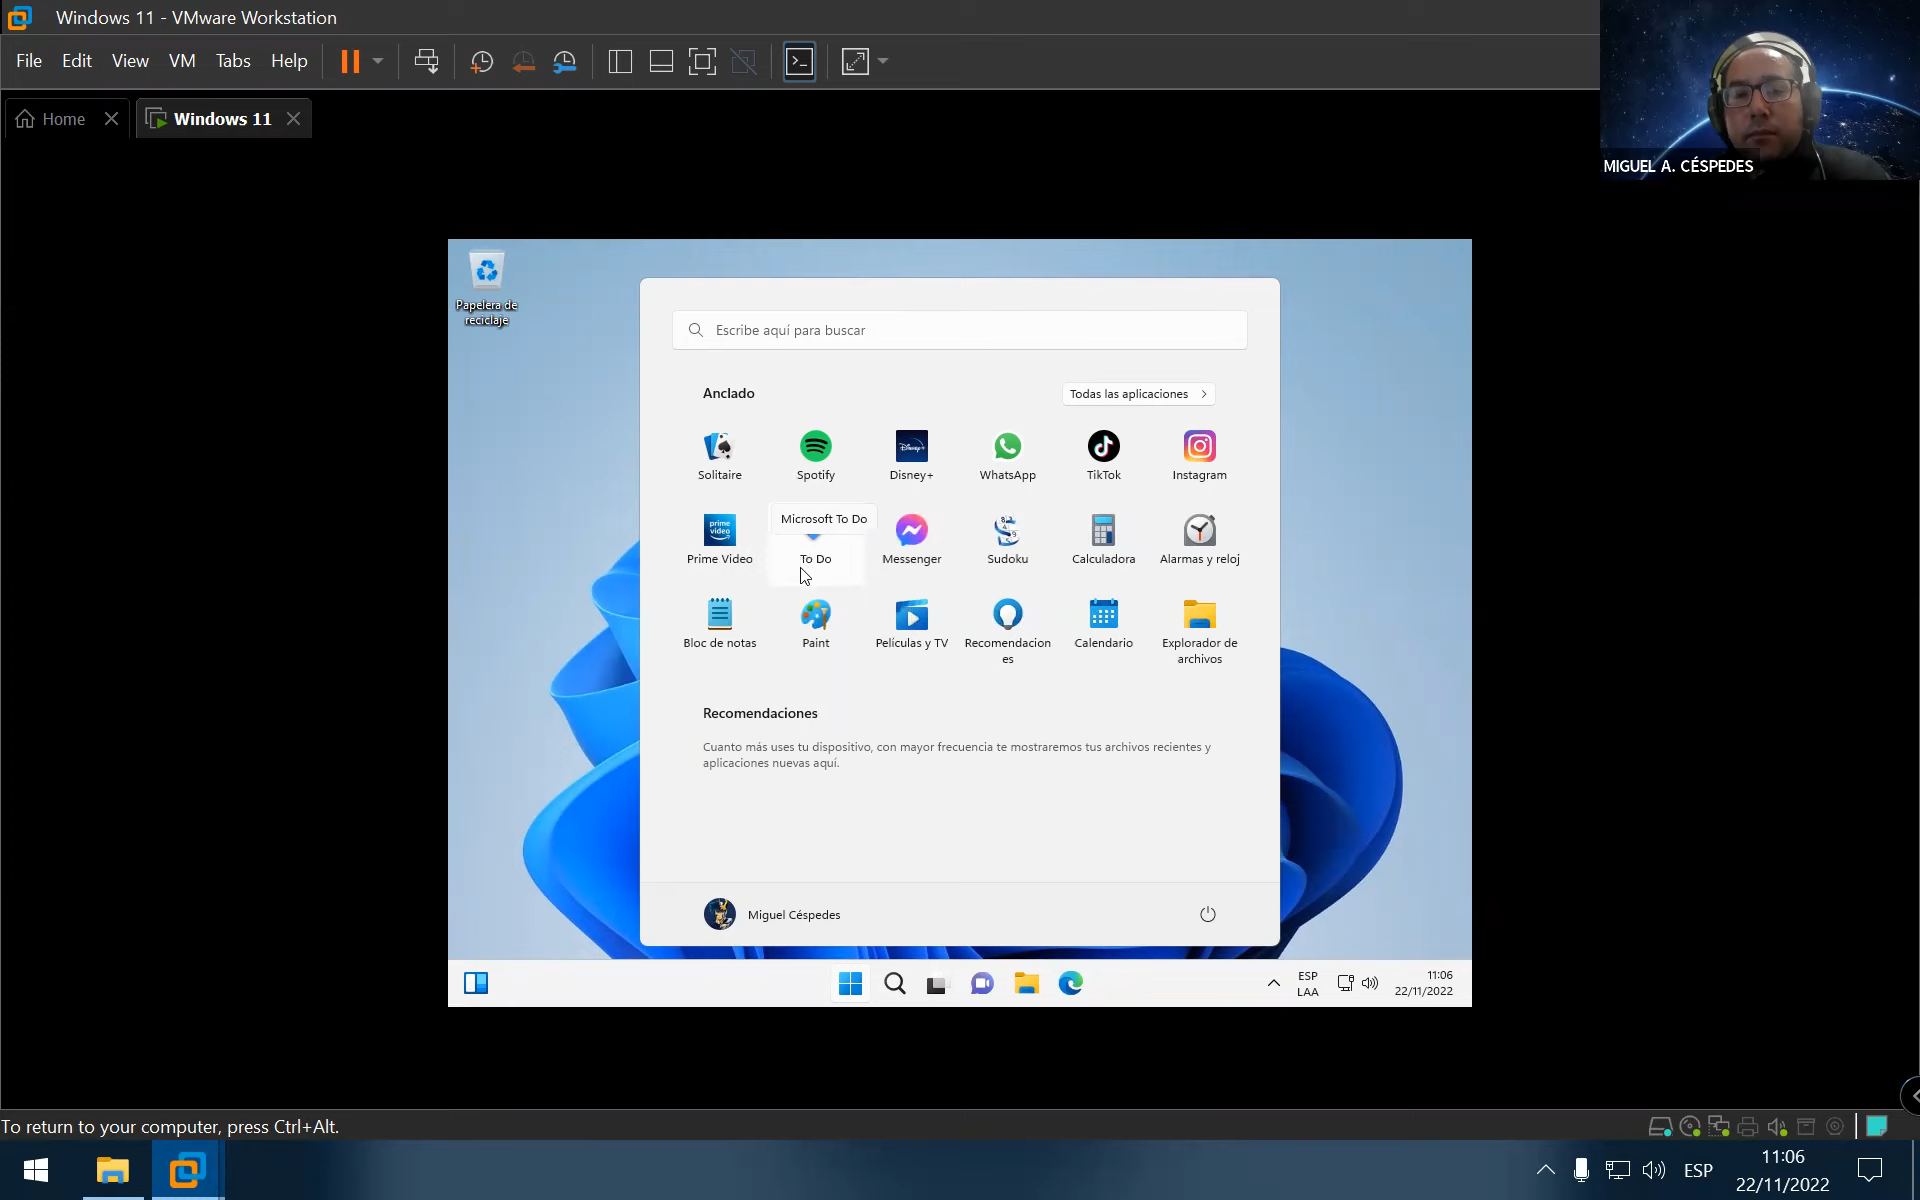 Windows 11 - VMware Workstation
File Edit View VM Tabs Help
Home
Windows 11
MIGUEL A. CÉSPEDES
Papelera de
reciclaje
Escribe aquí para buscar
Anclado
Todas las aplicaciones
Solitaire
Spotify
Disney+
Disney+
WhatsApp
TikTok
Instagram
prime
video
Prime Video
Microsoft To Do
To Do
Messenger
Sudoku
Calculadora
Alarmas y reloj
Bloc de notas
Paint
Películas y TV
Recomendacion
es
Calendario
Explorador de
archivos
Recomendaciones
Cuanto más uses tu dispositivo, con mayor frecuencia te mostraremos tus archivos recientes y
aplicaciones nuevas aquí.
Miguel Céspedes
ESP
LAA
11:06
22/11/2022
To return to your computer, press Ctrl+Alt.
ESP
11:06
22/11/2022